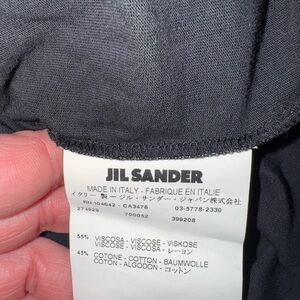 JIL SANDER
MADE IN ITALY - FABRIQUE EN ITALIE
イタリー製 ージル・サンダー・ジャパン株式会社
RN 104642 - CA3476 03-5778-2330
274929 700052 399208
55% VISCOSA - VISCOSE - VISKOSE
VISCOSE - VISCOSA - レーヨン
45% COTONE - COTTON - BAUMWOLLE
COTON - ALGODON - コットン